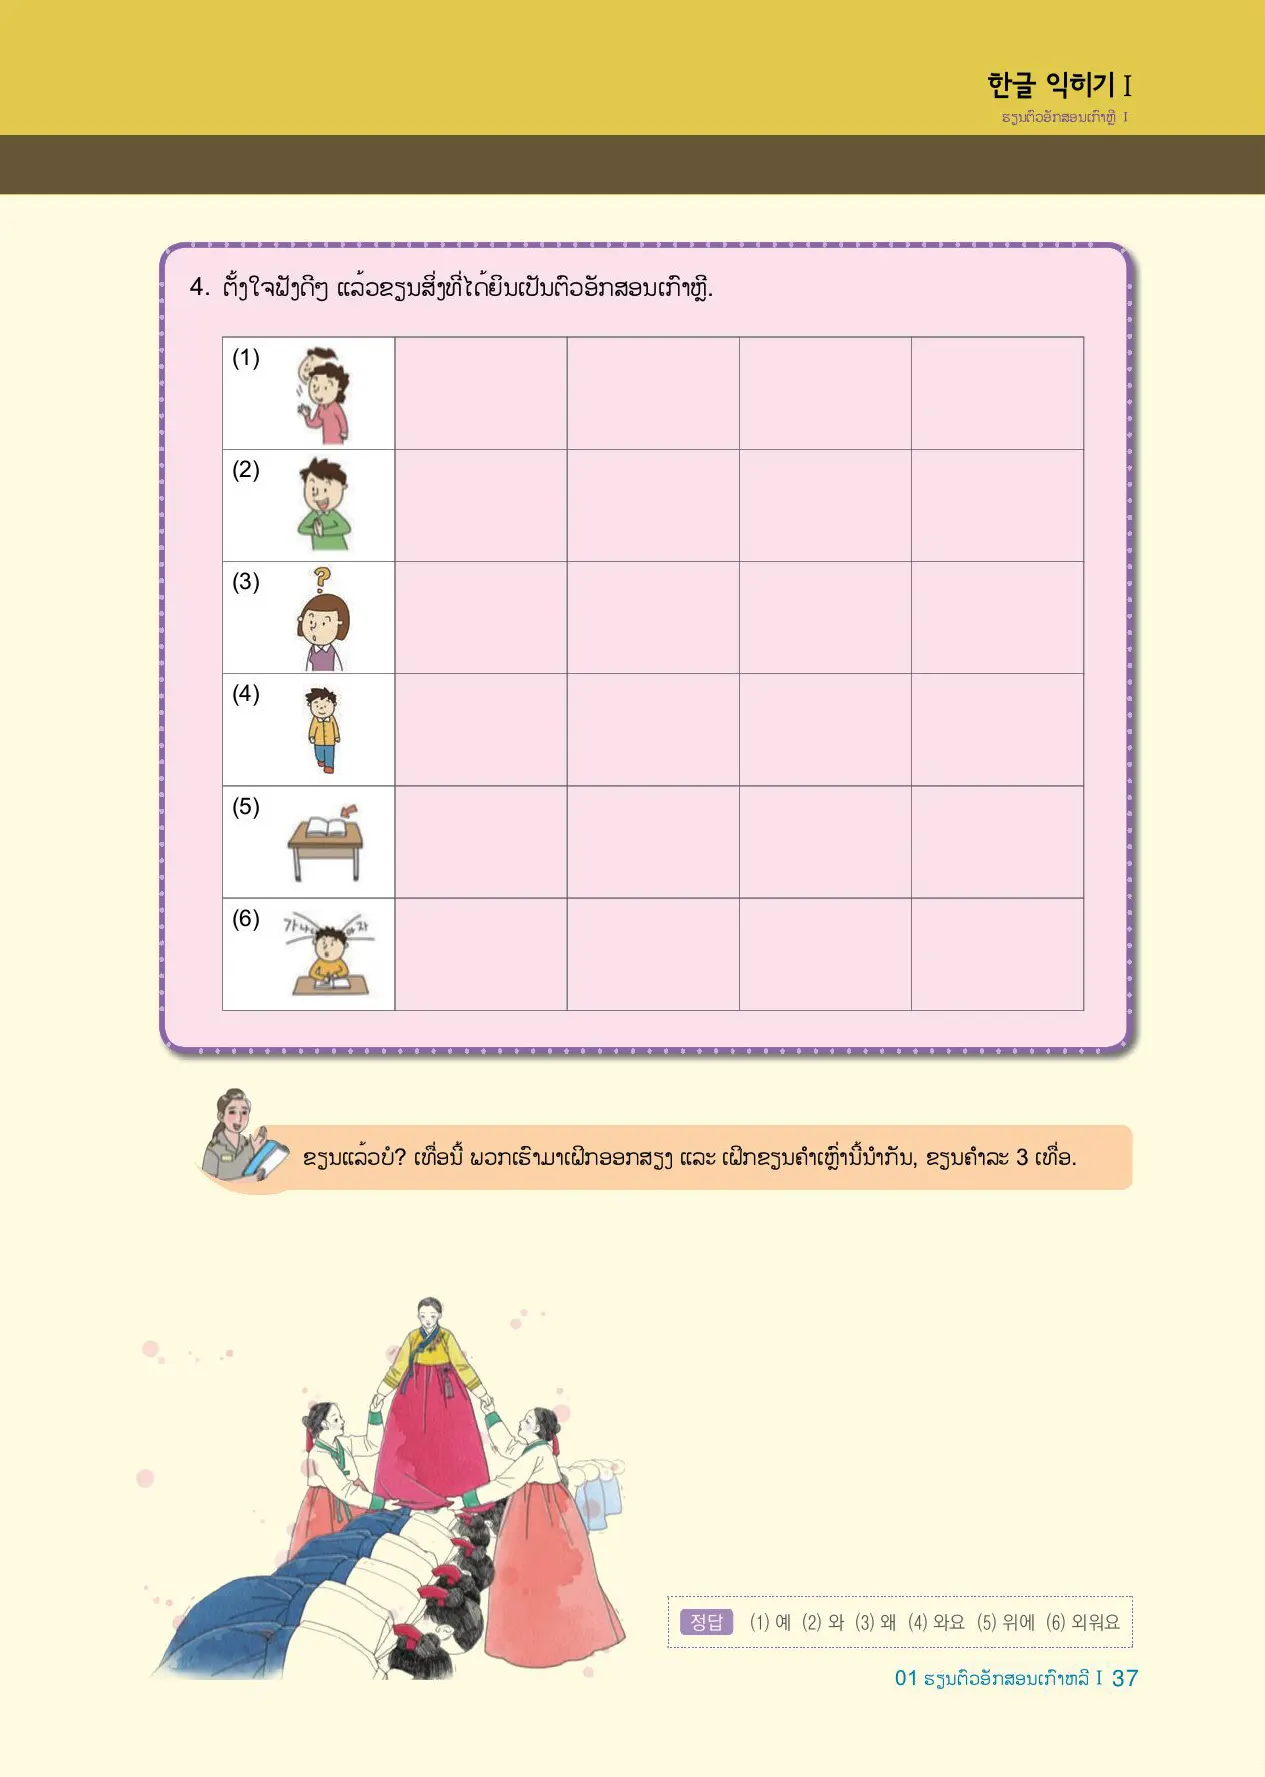 한글 익히기 I
ຮຽນຕົວອັກສອນເກົາຫຼີ I
4. ຕັ້ງໃຈຟັງດີໆ ແລ້ວຂຽນສິ່ງທີ່ໄດ້ຍິນເປັນຕົວອັກສອນເກົາຫຼີ.
(1)
(2)
(3)
?
(4)
(5)
(6)
가 나 아 자
ຂຽນແລ້ວບໍ? ເທື່ອນີ້ ພວກເຮົາມາເຝິກອອກສຽງ ແລະ ເຝິກຂຽນຄຳເຫຼົ່ານີ້ນຳກັນ, ຂຽນຄຳລະ 3 ເທື່ອ.
정답 (1) 예 (2) 와 (3) 왜 (4) 와요 (5) 위에 (6) 외워요
01 ຮຽນຕົວອັກສອນເກົາຫລີ I 37